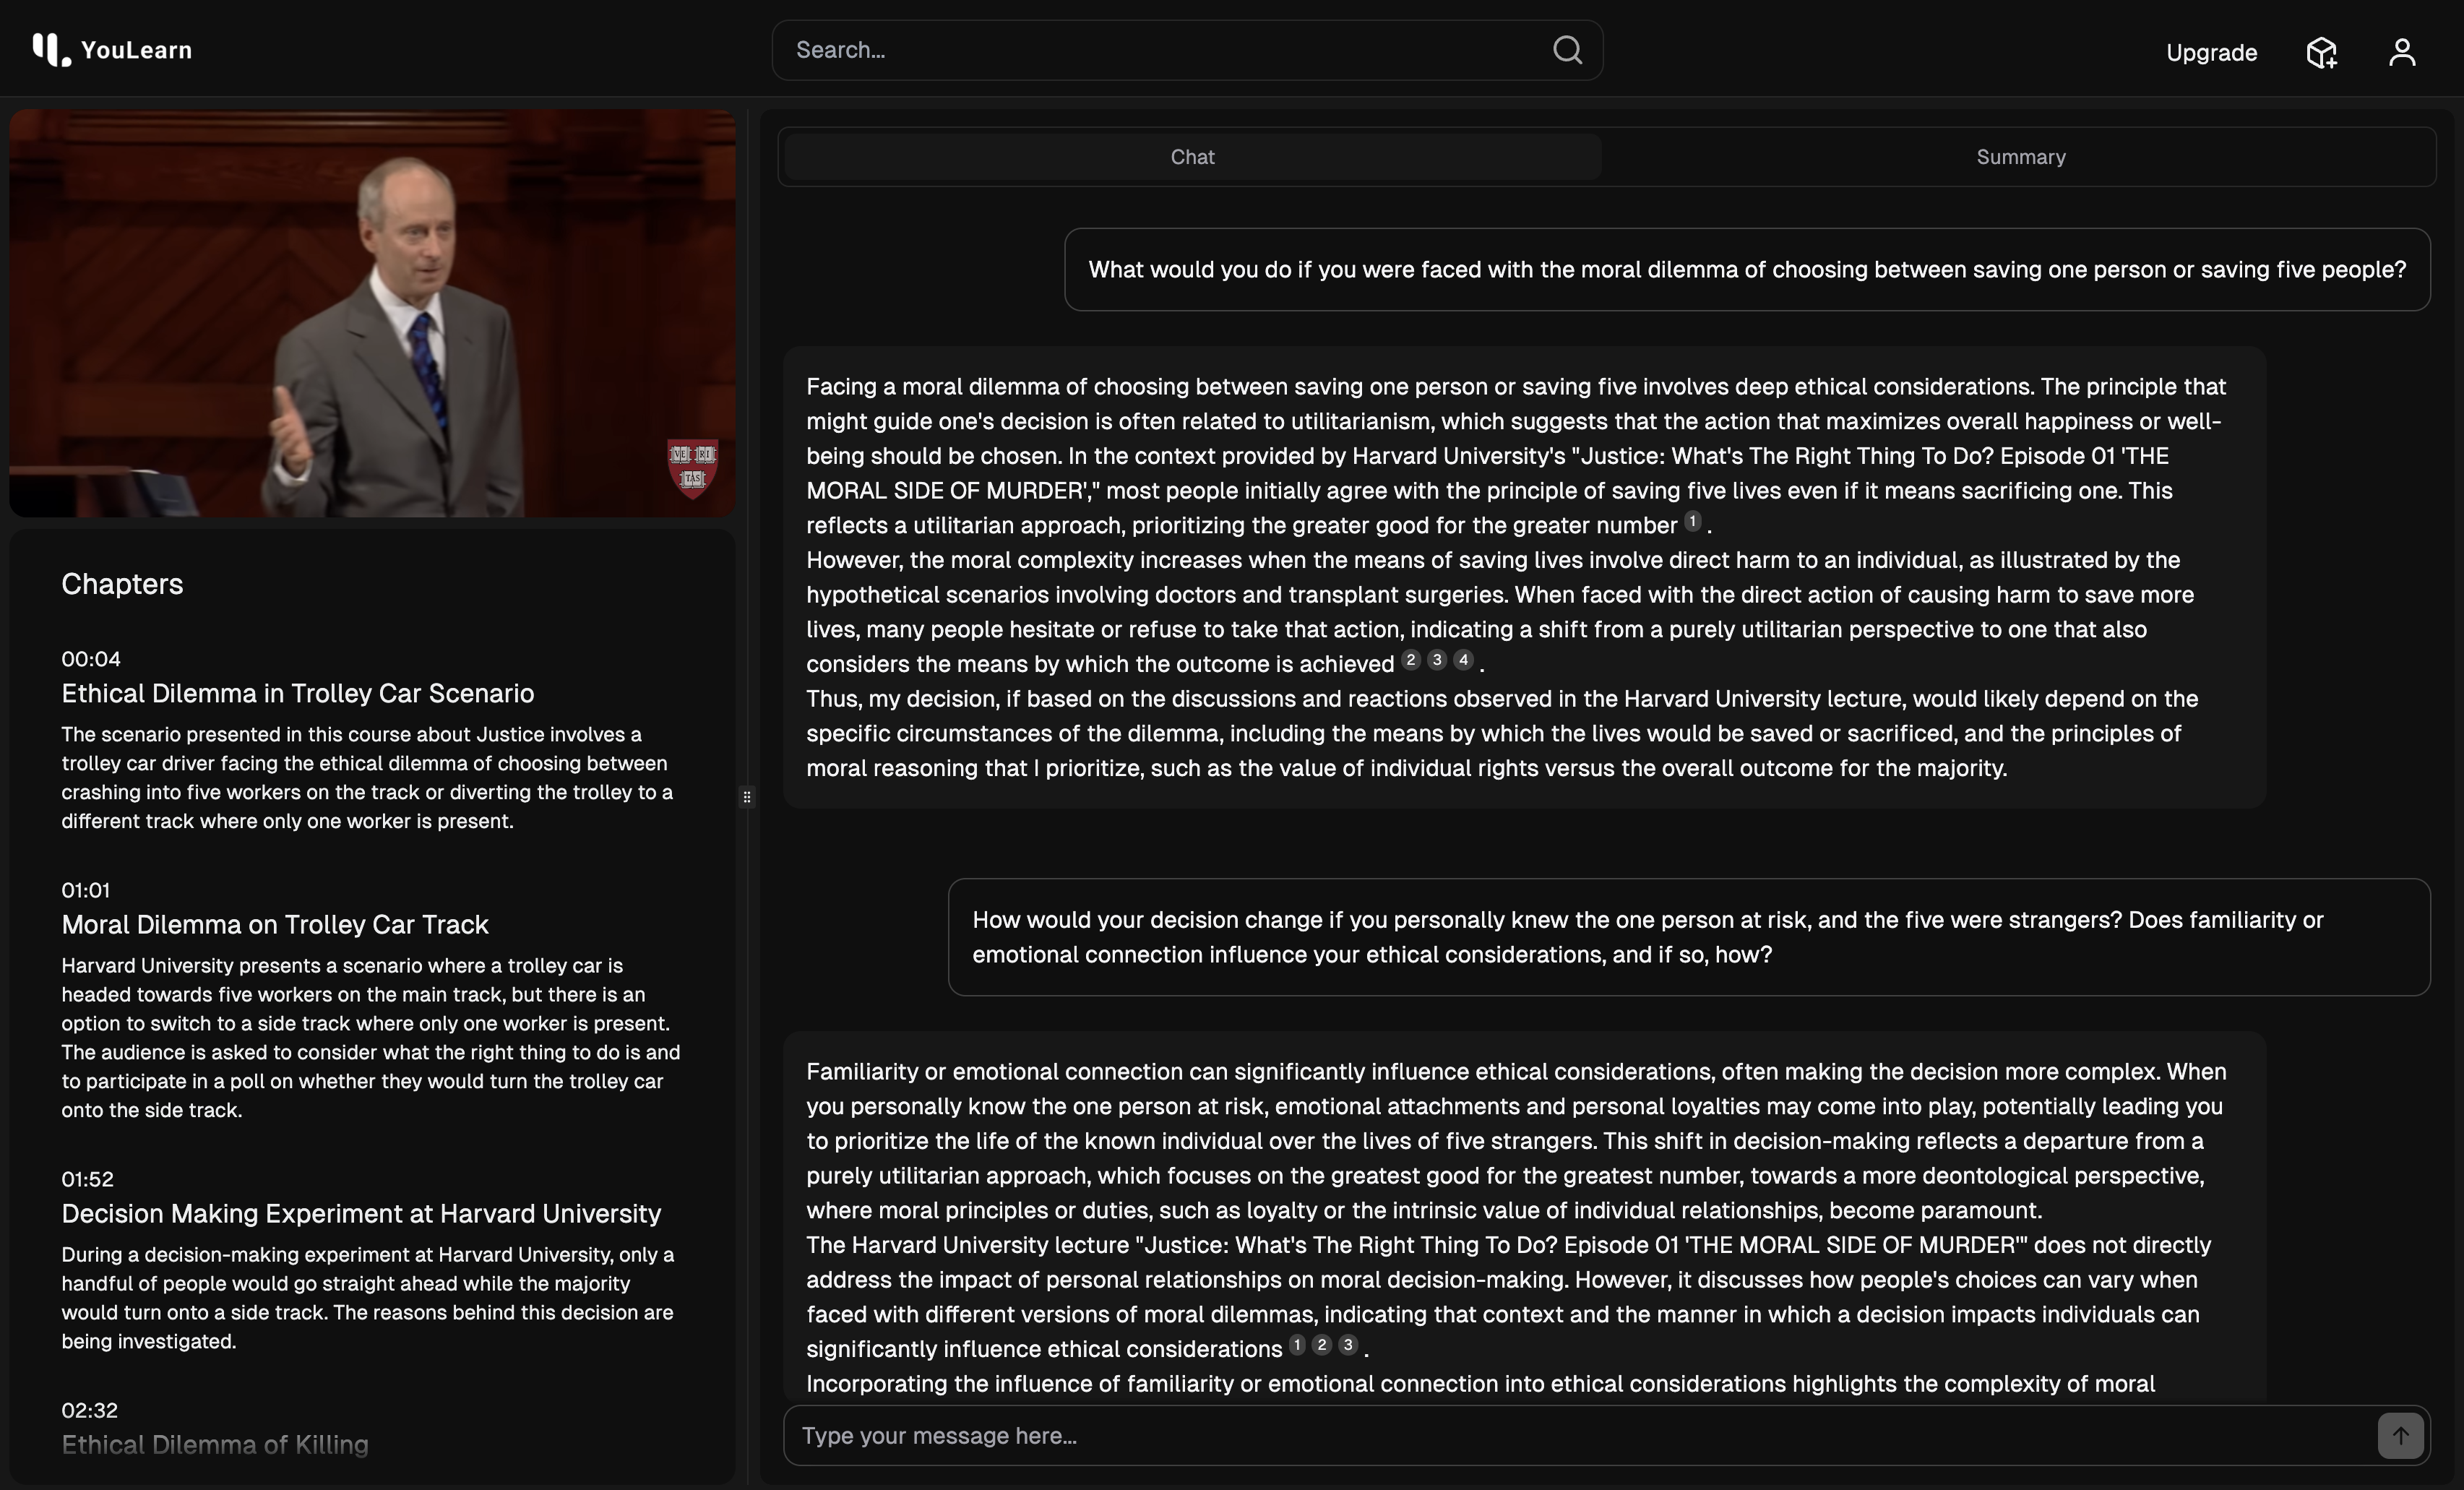 YouLearn
Search...
Upgrade
VE RI
TAS
Chapters
00:04
Ethical Dilemma in Trolley Car Scenario
The scenario presented in this course about Justice involves a
trolley car driver facing the ethical dilemma of choosing between
crashing into five workers on the track or diverting the trolley to a
different track where only one worker is present.
01:01
Moral Dilemma on Trolley Car Track
Harvard University presents a scenario where a trolley car is
headed towards five workers on the main track, but there is an
option to switch to a side track where only one worker is present.
The audience is asked to consider what the right thing to do is and
to participate in a poll on whether they would turn the trolley car
onto the side track.
01:52
Decision Making Experiment at Harvard University
During a decision-making experiment at Harvard University, only a
handful of people would go straight ahead while the majority
would turn onto a side track. The reasons behind this decision are
being investigated.
02:32
Ethical Dilemma of Killing
Chat
Summary
What would you do if you were faced with the moral dilemma of choosing between saving one person or saving five people?
Facing a moral dilemma of choosing between saving one person or saving five involves deep ethical considerations. The principle that
might guide one's decision is often related to utilitarianism, which suggests that the action that maximizes overall happiness or well-
being should be chosen. In the context provided by Harvard University's "Justice: What's The Right Thing To Do? Episode 01 'THE
MORAL SIDE OF MURDER'," most people initially agree with the principle of saving five lives even if it means sacrificing one. This
reflects a utilitarian approach, prioritizing the greater good for the greater number 1 .
However, the moral complexity increases when the means of saving lives involve direct harm to an individual, as illustrated by the
hypothetical scenarios involving doctors and transplant surgeries. When faced with the direct action of causing harm to save more
lives, many people hesitate or refuse to take that action, indicating a shift from a purely utilitarian perspective to one that also
considers the means by which the outcome is achieved 2 3 4 .
Thus, my decision, if based on the discussions and reactions observed in the Harvard University lecture, would likely depend on the
specific circumstances of the dilemma, including the means by which the lives would be saved or sacrificed, and the principles of
moral reasoning that I prioritize, such as the value of individual rights versus the overall outcome for the majority.
How would your decision change if you personally knew the one person at risk, and the five were strangers? Does familiarity or
emotional connection influence your ethical considerations, and if so, how?
Familiarity or emotional connection can significantly influence ethical considerations, often making the decision more complex. When
you personally know the one person at risk, emotional attachments and personal loyalties may come into play, potentially leading you
to prioritize the life of the known individual over the lives of five strangers. This shift in decision-making reflects a departure from a
purely utilitarian approach, which focuses on the greatest good for the greatest number, towards a more deontological perspective,
where moral principles or duties, such as loyalty or the intrinsic value of individual relationships, become paramount.
The Harvard University lecture "Justice: What's The Right Thing To Do? Episode 01 'THE MORAL SIDE OF MURDER'" does not directly
address the impact of personal relationships on moral decision-making. However, it discusses how people's choices can vary when
faced with different versions of moral dilemmas, indicating that context and the manner in which a decision impacts individuals can
significantly influence ethical considerations 1 2 3 .
Incorporating the influence of familiarity or emotional connection into ethical considerations highlights the complexity of moral
Type your message here...